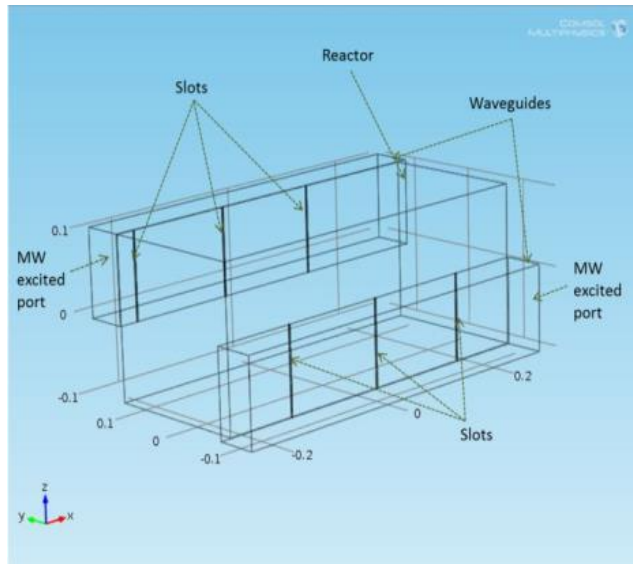 COMSOL
MULTIPHYSICS
Reactor
Slots
Waveguides
0.1
MW
excited
port
0
MW
excited
port
-0.1
0.1
0
-0.1
-0.2
0
0.2
Slots
z
y
x